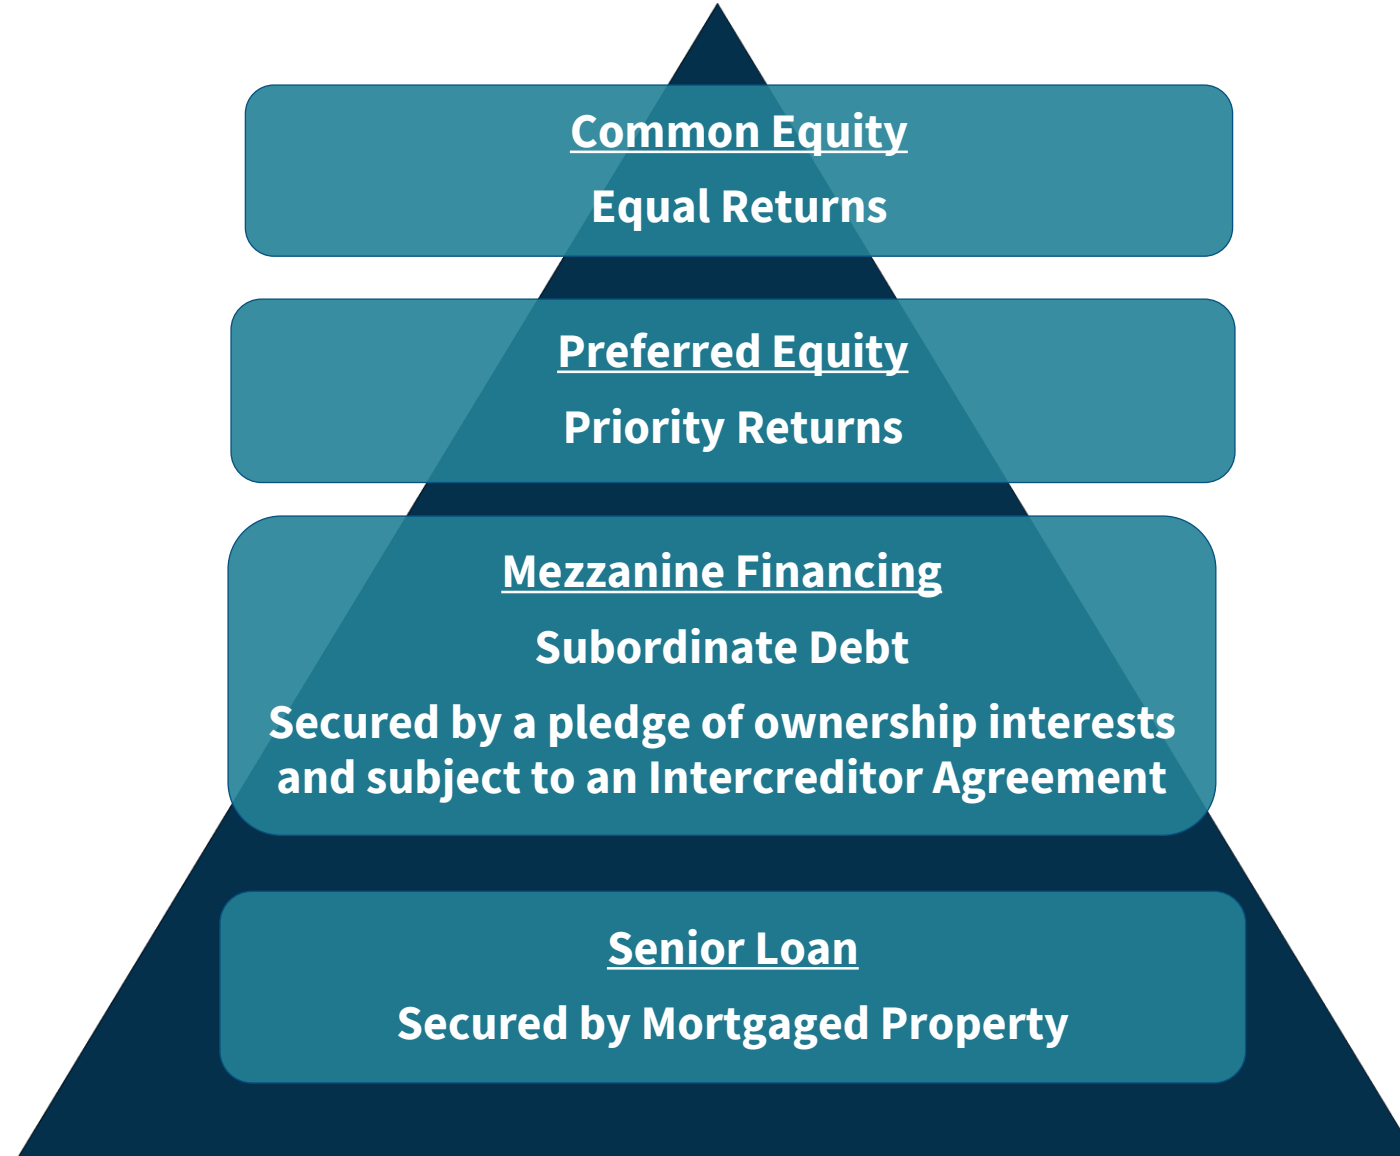 Common Equity
Equal Returns
Preferred Equity
Priority Returns
Mezzanine Financing
Subordinate Debt
Secured by a pledge of ownership interests
and subject to an Intercreditor Agreement
Senior Loan
Secured by Mortgaged Property